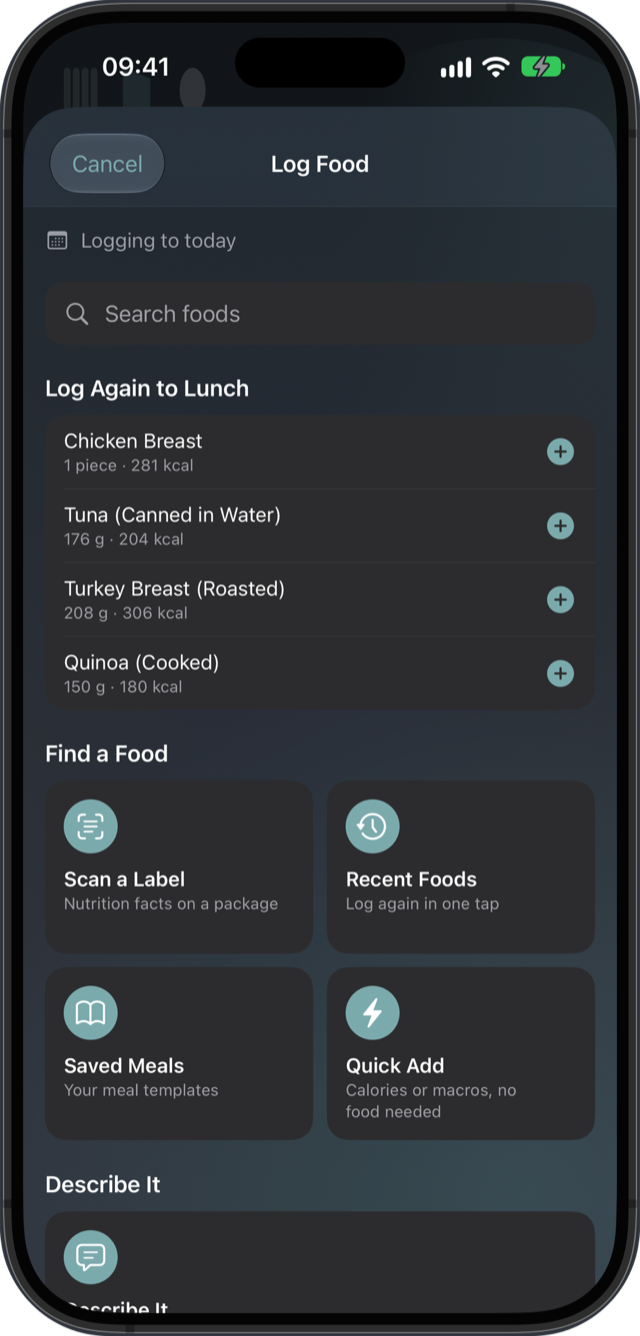 09:41
Cancel
Log Food
Logging to today
Search foods
Log Again to Lunch
Chicken Breast
1 piece · 281 kcal
Tuna (Canned in Water)
176 g · 204 kcal
Turkey Breast (Roasted)
208 g · 306 kcal
Quinoa (Cooked)
150 g · 180 kcal
Find a Food
Scan a Label
Nutrition facts on a package
Recent Foods
Log again in one tap
Saved Meals
Your meal templates
Quick Add
Calories or macros, no
food needed
Describe It
Describe It